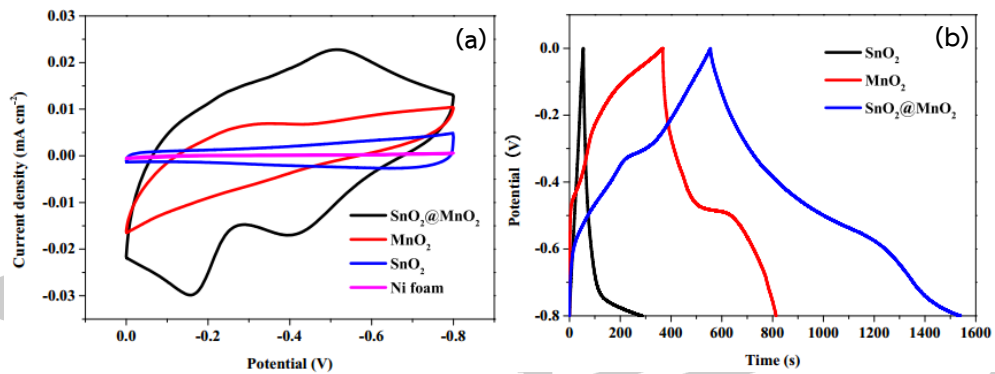 (a)
0.03
0.02
0.01
0.00
-0.01
-0.02
-0.03
Current density (mA cm⁻²)
SnO₂@MnO₂
MnO₂
SnO₂
Ni foam
0.0 -0.2 -0.4 -0.6 -0.8
Potential (V)
(b)
0.0
-0.2
-0.4
-0.6
-0.8
Potential (V)
SnO₂
MnO₂
SnO₂@MnO₂
0 200 400 600 800 1000 1200 1400 1600
Time (s)